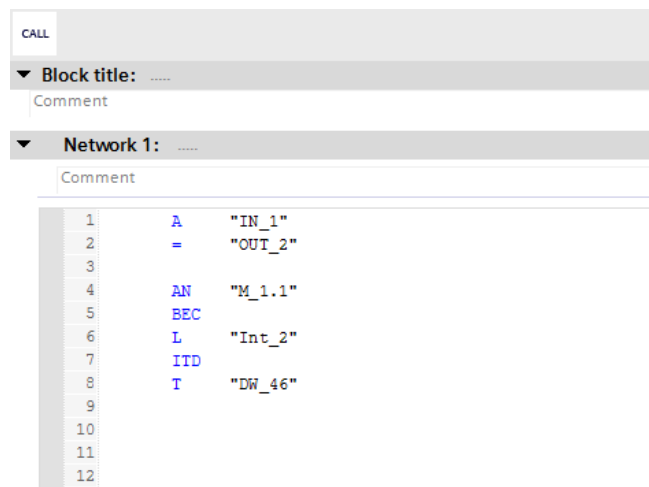 CALL
Block title: .....
Comment
Network 1: .....
Comment
1 A "IN_1"
2 = "OUT_2"
3
4 AN "M_1.1"
5 BEC
6 L "Int_2"
7 ITD
8 T "DW_46"
9
10
11
12